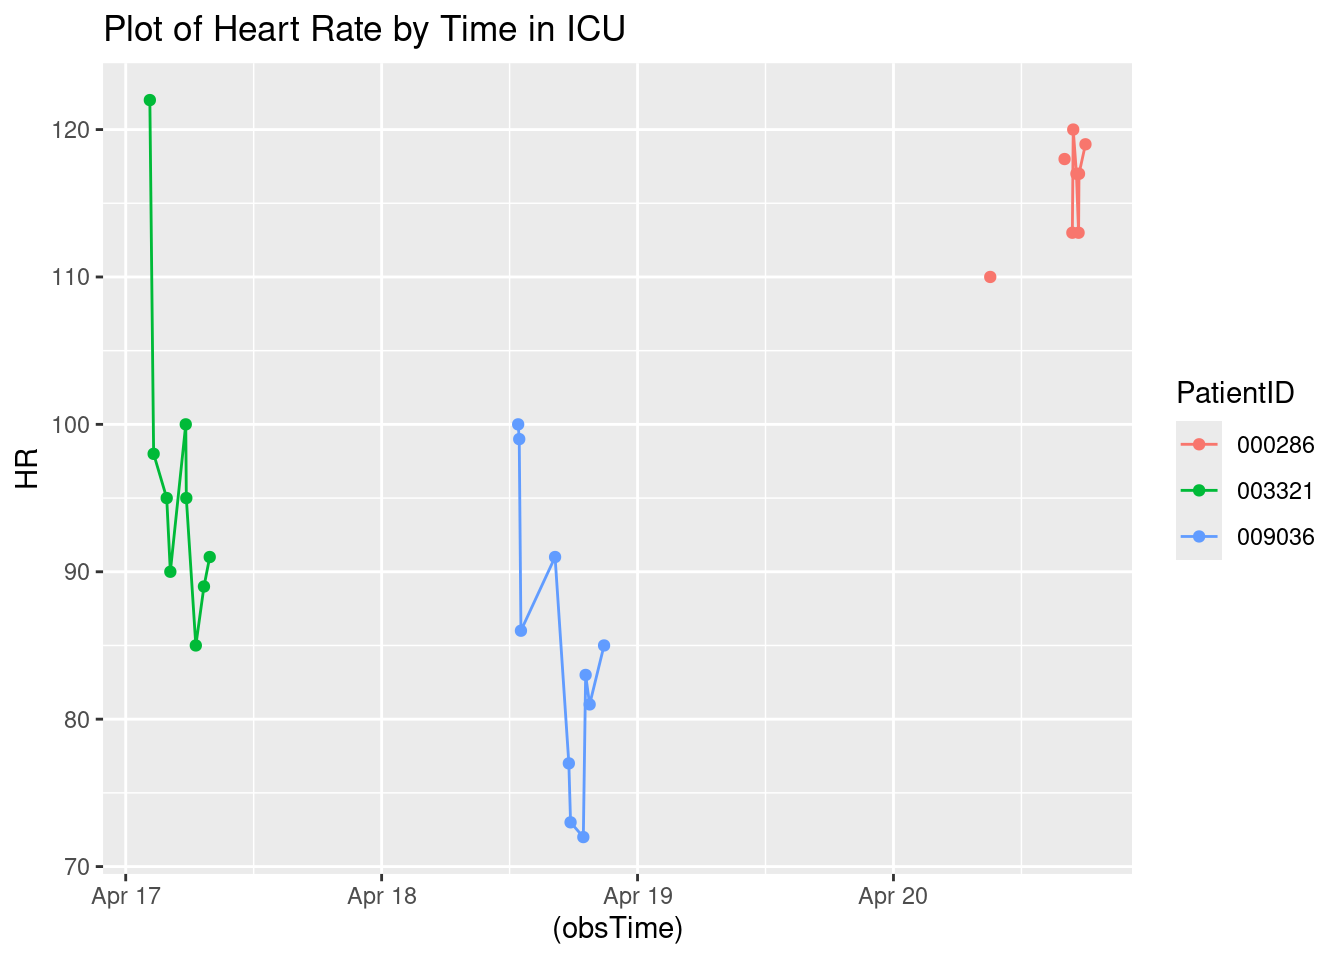 Plot of Heart Rate by Time in ICU
120
110
100
90
80
70
HR
Apr 17
Apr 18
Apr 19
Apr 20
(obsTime)
PatientID
000286
003321
009036